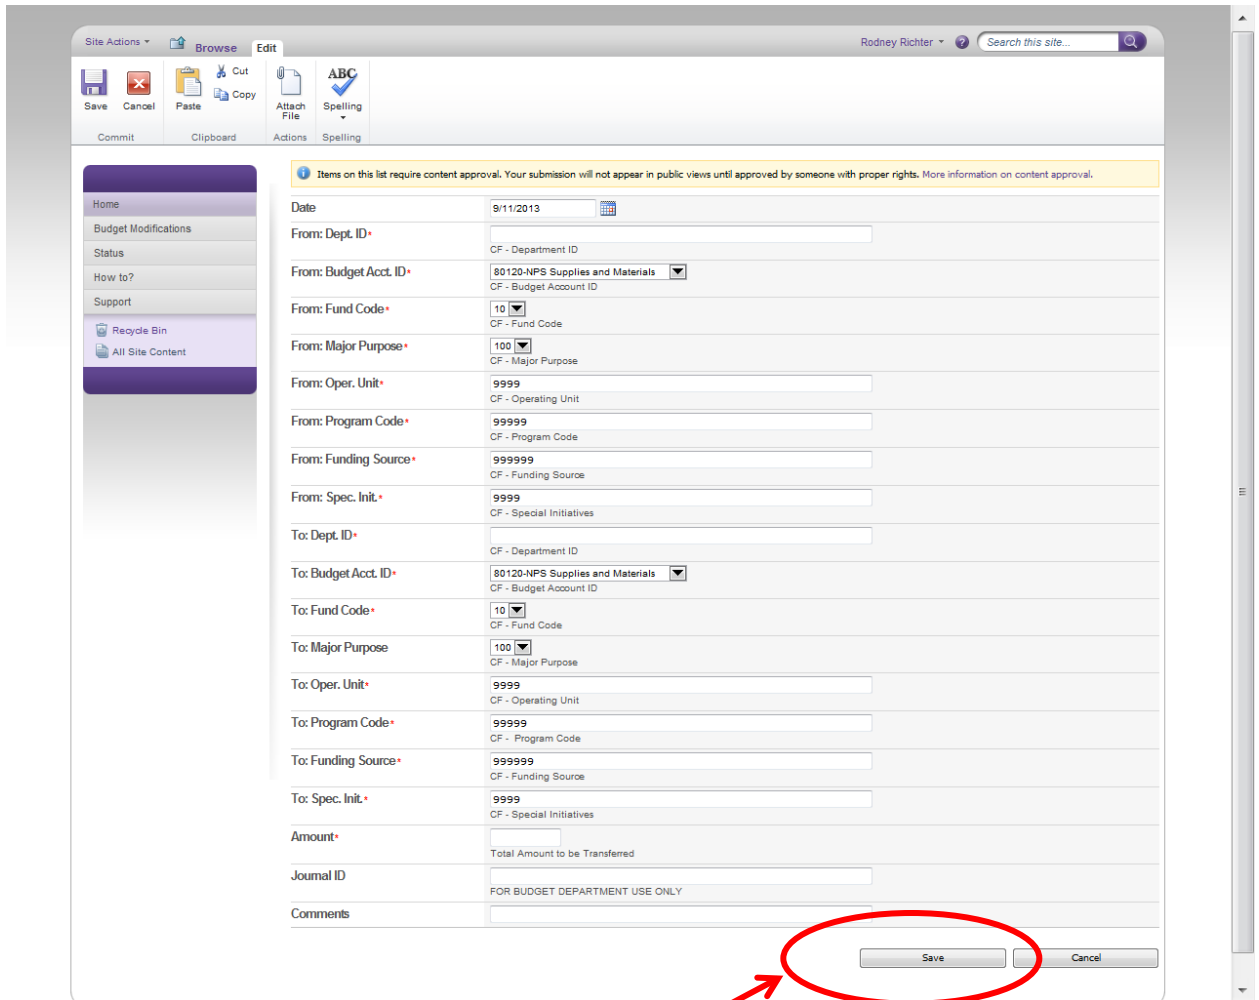 Site Actions Browse Edit Rodney Richter Search this site...
Save Cancel Paste Cut Copy Attach File ABC Spelling
Commit Clipboard Actions Spelling
Items on this list require content approval. Your submission will not appear in public views until approved by someone with proper rights. More information on content approval.
Home
Budget Modifications
Status
How to?
Support
Recycle Bin
All Site Content
Date 9/11/2013
From: Dept. ID*
CF - Department ID
From: Budget Acct. ID* 80120-NPS Supplies and Materials
CF - Budget Account ID
From: Fund Code* 10
CF - Fund Code
From: Major Purpose* 100
CF - Major Purpose
From: Oper. Unit* 9999
CF - Operating Unit
From: Program Code* 99999
CF - Program Code
From: Funding Source* 999999
CF - Funding Source
From: Spec. Init.* 9999
CF - Special Initiatives
To: Dept. ID*
CF - Department ID
To: Budget Acct. ID* 80120-NPS Supplies and Materials
CF - Budget Account ID
To: Fund Code* 10
CF - Fund Code
To: Major Purpose 100
CF - Major Purpose
To: Oper. Unit* 9999
CF - Operating Unit
To: Program Code* 99999
CF - Program Code
To: Funding Source* 999999
CF - Funding Source
To: Spec. Init.* 9999
CF - Special Initiatives
Amount*
Total Amount to be Transferred
Journal ID
FOR BUDGET DEPARTMENT USE ONLY
Comments
Save Cancel